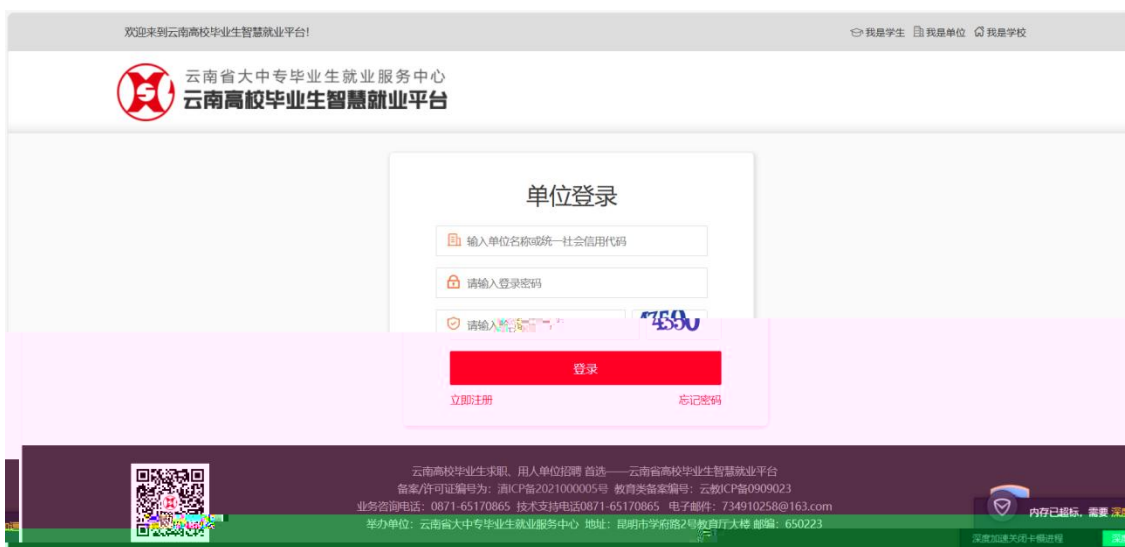 欢迎来到云南高校毕业生智慧就业平台!
我是学生 我是单位 我是学校
云南省大中专毕业生就业服务中心
云南高校毕业生智慧就业平台
单位登录
输入单位名称或统一社会信用代码
请输入登录密码
请输入
登录
立即注册 忘记密码
云南高校毕业生求职、用人单位招聘 首选——云南省高校毕业生智慧就业平台
备案/许可证编号为：滇ICP备2021000005号 教育类备案编号：云教ICP备0909023
业务咨询电话：0871-65170865 技术支持电话0871-65170865 电子邮件：734910258@163.com
举办单位：云南省大中专毕业生就业服务中心 地址：昆明市学府路2号教育厅大楼 邮编：650223
内存已超标，需要
深度加速关闭卡慢进程